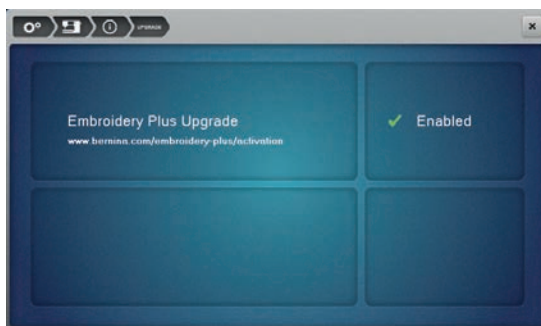 UPGRADE
Embroidery Plus Upgrade
www.bernina.com/embroidery-plus/activation
Enabled